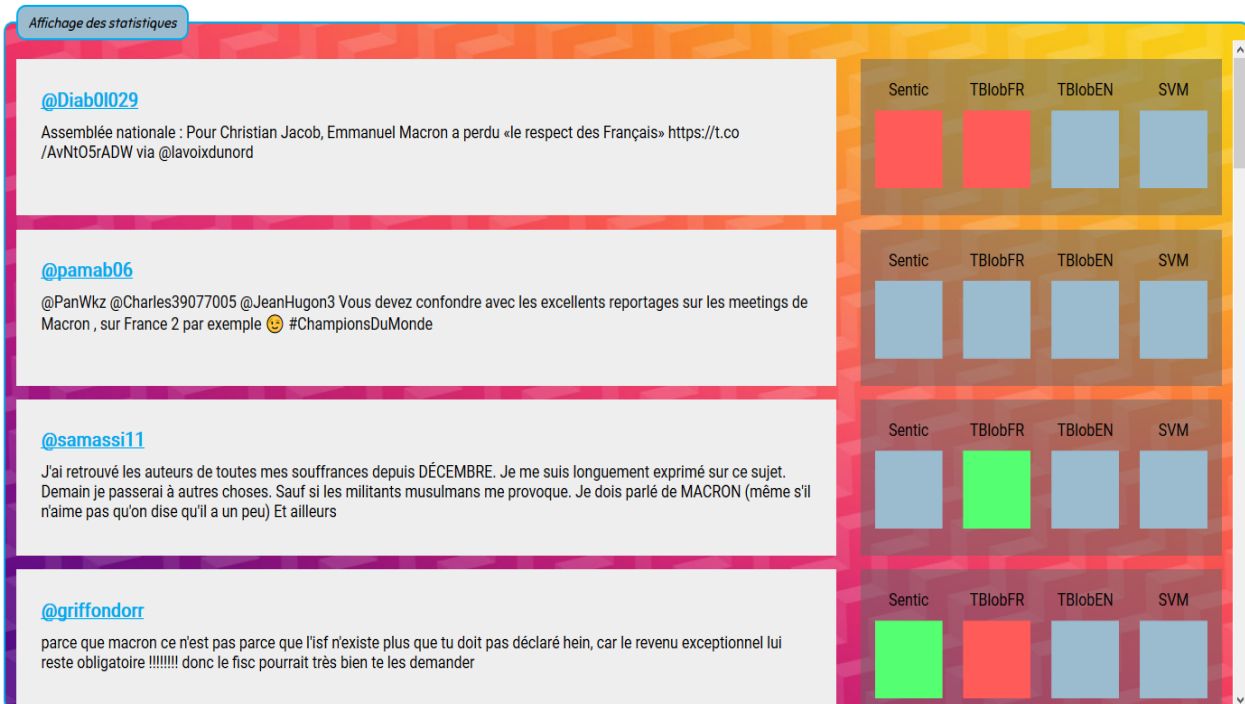 Affichage des statistiques
@Diab0l029
Assemblée nationale : Pour Christian Jacob, Emmanuel Macron a perdu «le respect des Français» https://t.co
/AvNtO5rADW via @lavoixdunord
Sentic TBlobFR TBlobEN SVM
@pamab06
@PanWkz @Charles39077005 @JeanHugon3 Vous devez confondre avec les excellents reportages sur les meetings de
Macron , sur France 2 par exemple 😉 #ChampionsDuMonde
Sentic TBlobFR TBlobEN SVM
@samassi11
J'ai retrouvé les auteurs de toutes mes souffrances depuis DÉCEMBRE. Je me suis longuement exprimé sur ce sujet.
Demain je passerai à autres choses. Sauf si les militants musulmans me provoque. Je dois parlé de MACRON (même s'il
n'aime pas qu'on dise qu'il a un peu) Et ailleurs
Sentic TBlobFR TBlobEN SVM
@griffondorr
parce que macron ce n'est pas parce que l'isf n'existe plus que tu doit pas déclaré hein, car le revenu exceptionnel lui
reste obligatoire !!!!!!!! donc le fisc pourrait très bien te les demander
Sentic TBlobFR TBlobEN SVM